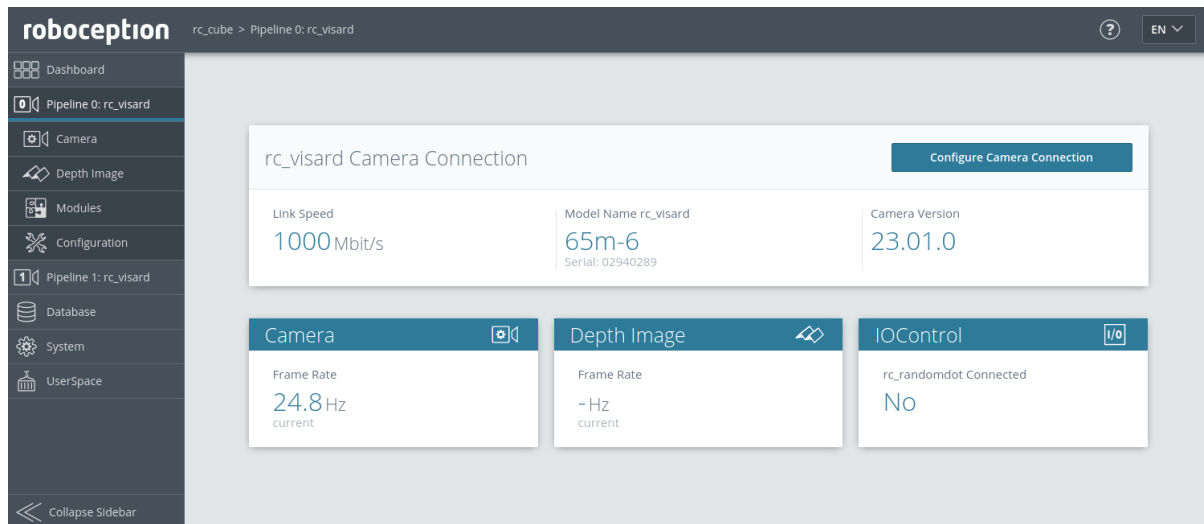 roboception
rc_cube > Pipeline 0: rc_visard
?
EN
Dashboard
0 Pipeline 0: rc_visard
Camera
Depth Image
Modules
Configuration
1 Pipeline 1: rc_visard
Database
System
UserSpace
Collapse Sidebar
rc_visard Camera Connection
Configure Camera Connection
Link Speed
1000 Mbit/s
Model Name rc_visard
65m-6
Serial: 02940289
Camera Version
23.01.0
Camera
Frame Rate
24.8 Hz
current
Depth Image
Frame Rate
- Hz
current
IOControl
I/O
rc_randomdot Connected
No